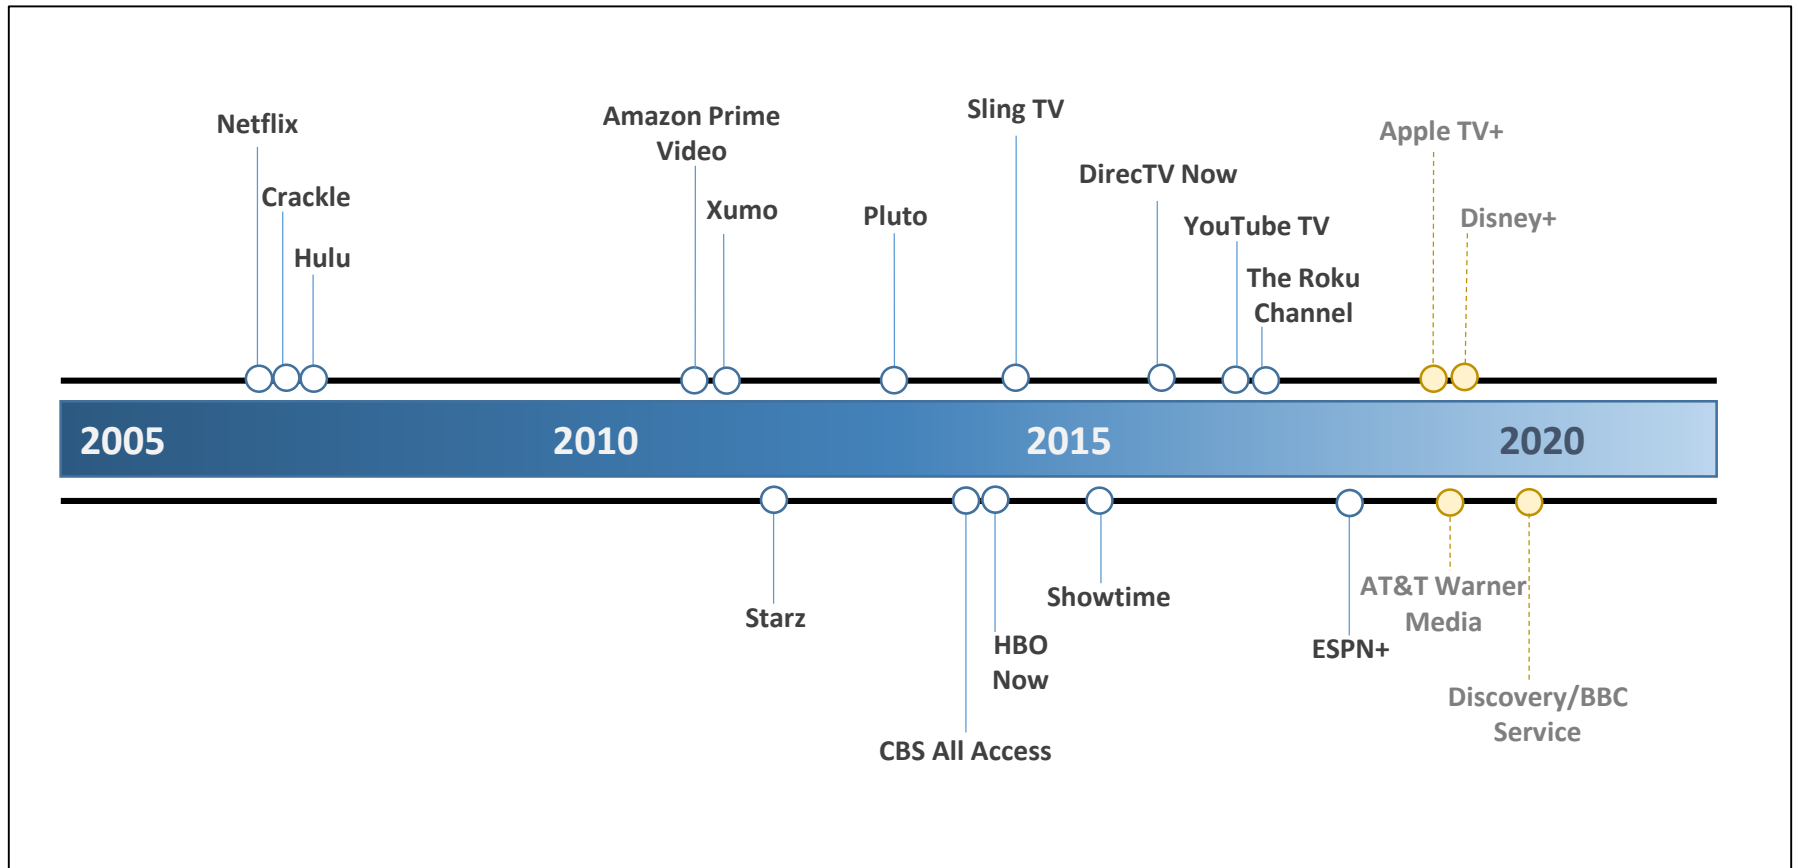 Netflix
Crackle
Hulu
Amazon Prime
Video
Xumo
Pluto
Sling TV
DirecTV Now
YouTube TV
The Roku
Channel
Apple TV+
Disney+
2005
2010
2015
2020
Starz
CBS All Access
HBO
Now
Showtime
ESPN+
AT&T Warner
Media
Discovery/BBC
Service